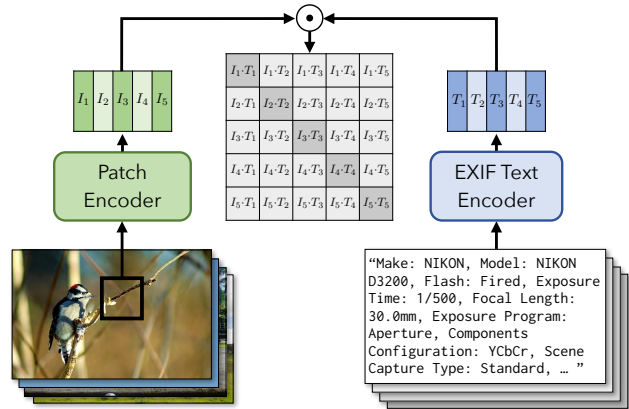 I₁ I₂ I₃ I₄ I₅
T₁ T₂ T₃ T₄ T₅
I₁·T₁ I₁·T₂ I₁·T₃ I₁·T₄ I₁·T₅
I₂·T₁ I₂·T₂ I₂·T₃ I₂·T₄ I₂·T₅
I₃·T₁ I₃·T₂ I₃·T₃ I₃·T₄ I₃·T₅
I₄·T₁ I₄·T₂ I₄·T₃ I₄·T₄ I₄·T₅
I₅·T₁ I₅·T₂ I₅·T₃ I₅·T₄ I₅·T₅
Patch
Encoder
EXIF Text
Encoder
“Make: NIKON, Model: NIKON
D3200, Flash: Fired, Exposure
Time: 1/500, Focal Length:
30.0mm, Exposure Program:
Aperture, Components
Configuration: YCbCr, Scene
Capture Type: Standard, … ”